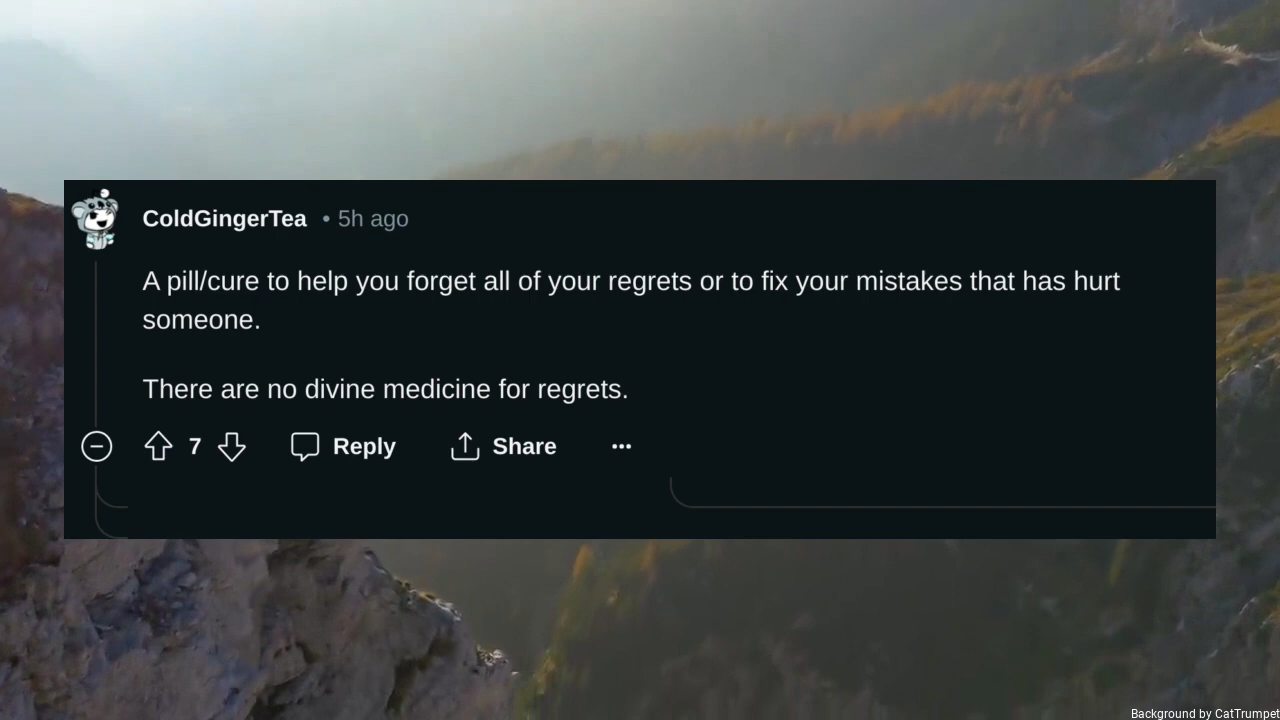 ColdGingerTea • 5h ago
A pill/cure to help you forget all of your regrets or to fix your mistakes that has hurt
someone.
There are no divine medicine for regrets.
7 Reply Share ...
Background by CatTrumpet